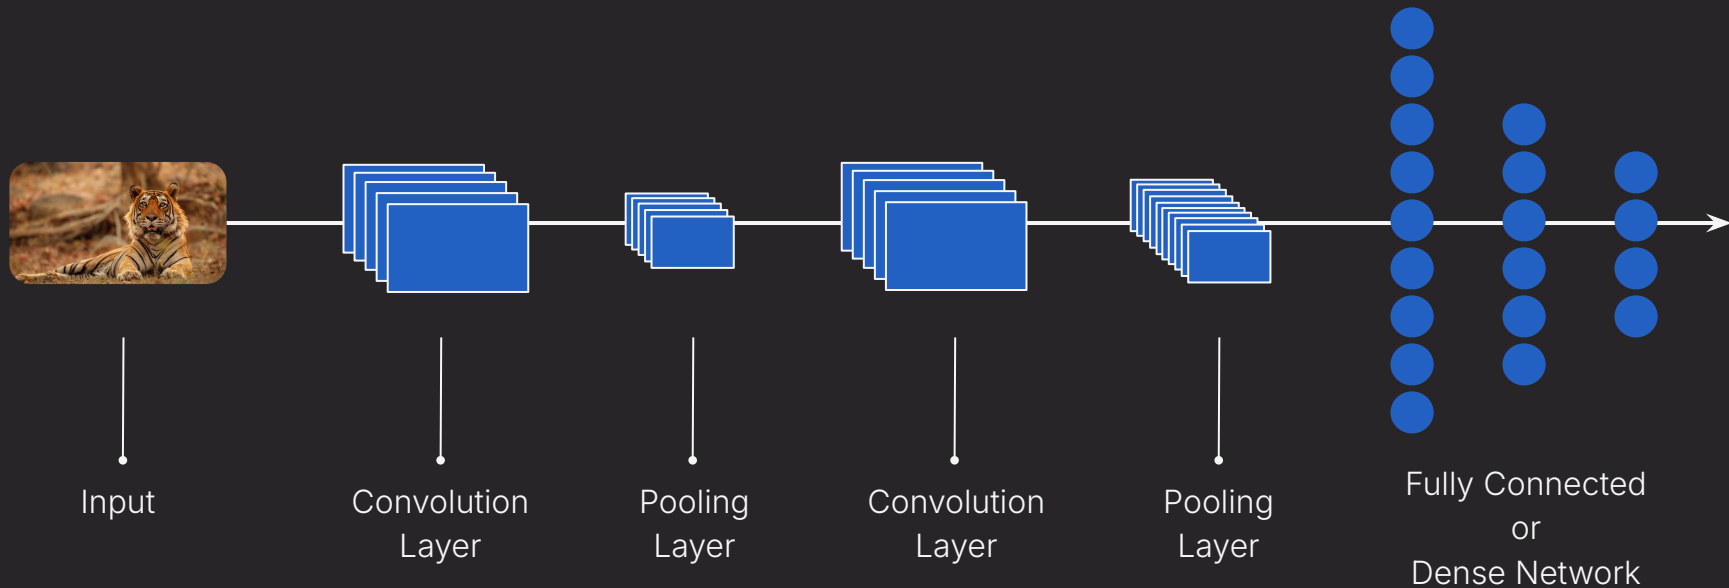 Input
Convolution
Layer
Pooling
Layer
Convolution
Layer
Pooling
Layer
Fully Connected
or
Dense Network